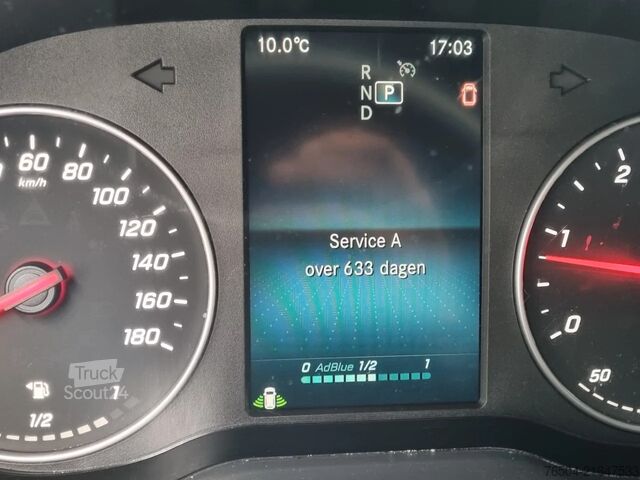 10.0°C 17:03
R
N P
D
60
80
km/h
100
120
140
160
180
Service A
over 633 dagen
0 AdBlue 1/2 1
2
1
0
50
1/2
1
Truck
Scout24